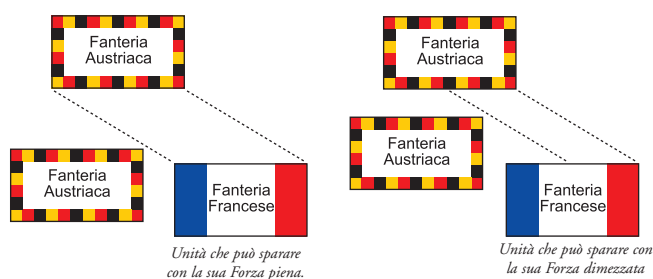 Fanteria
Austriaca
Fanteria
Austriaca
Fanteria
Francese
Unità che può sparare
con la sua Forza piena.
Fanteria
Austriaca
Fanteria
Austriaca
Fanteria
Francese
Unità che può sparare con
la sua Forza dimezzata